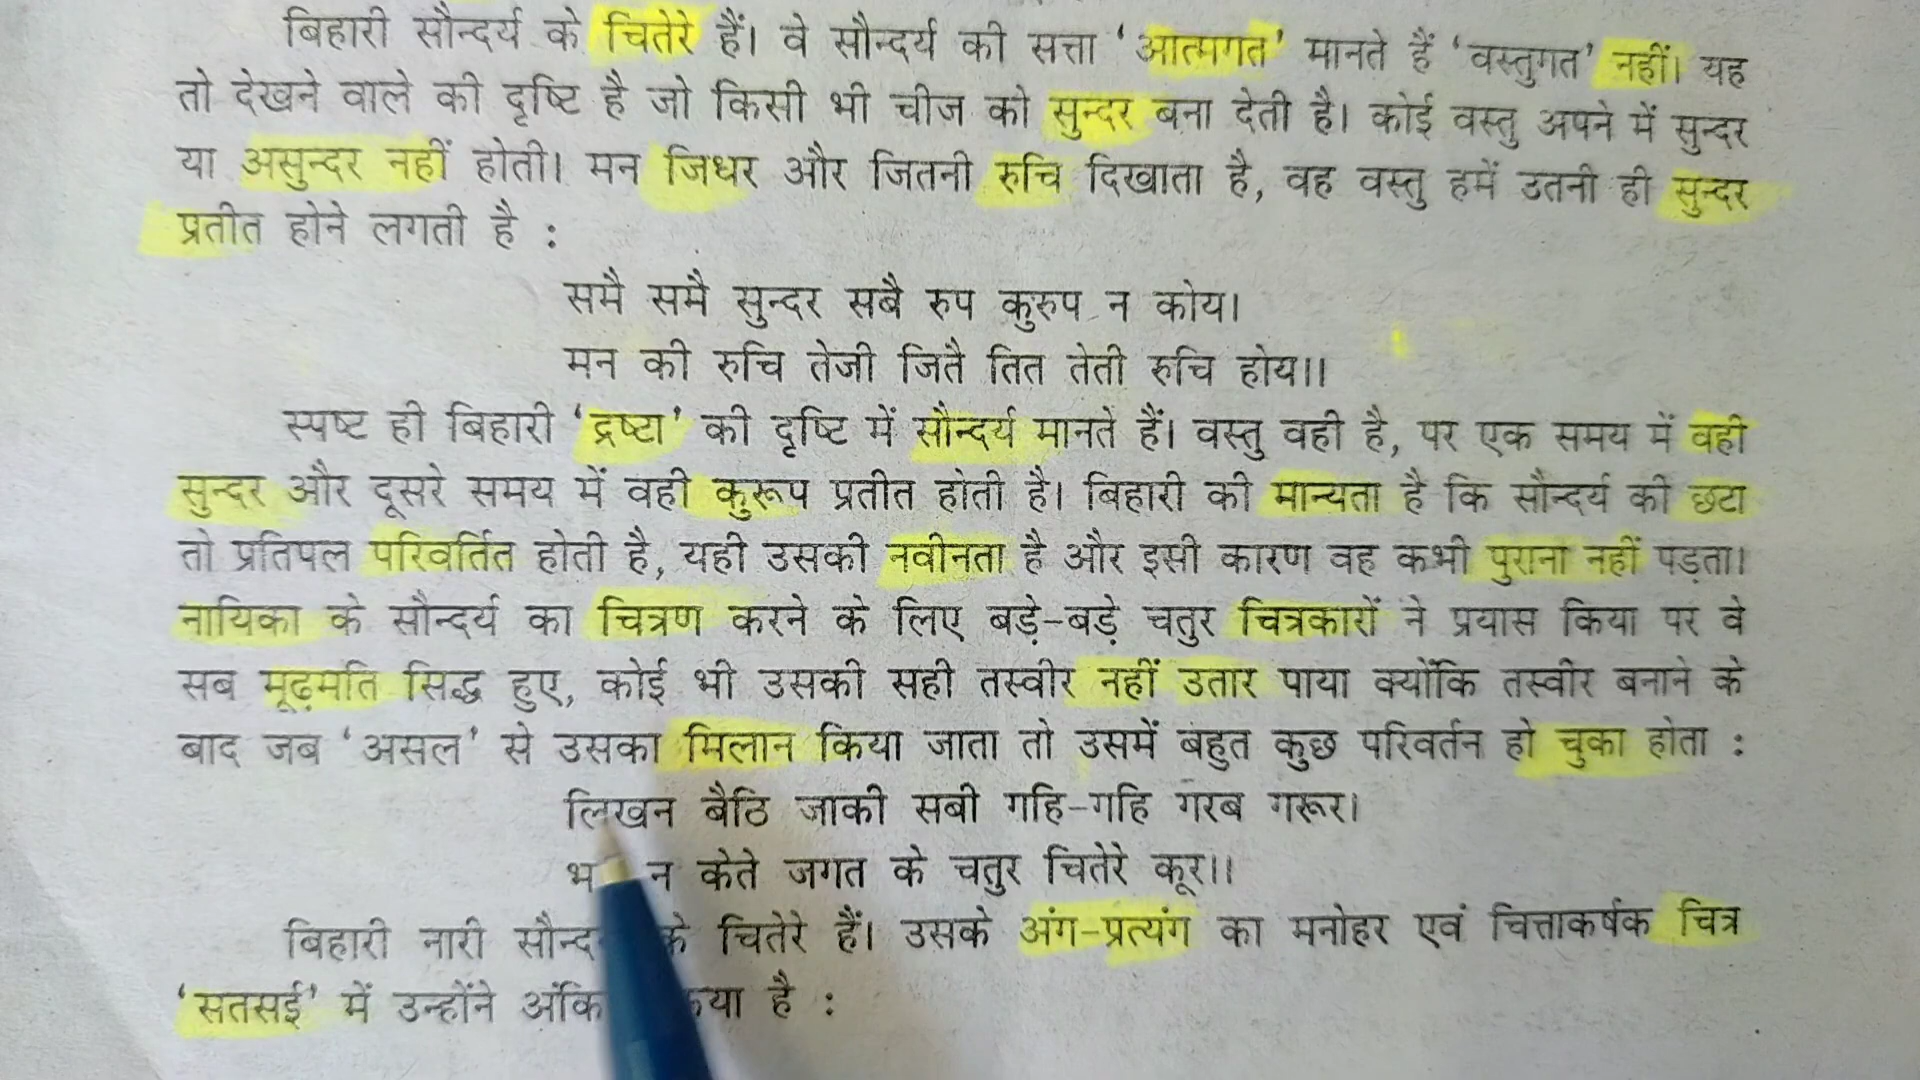 बिहारी सौन्दर्य के चितेरे हैं। वे सौन्दर्य की सत्ता ‘आत्मगत’ मानते हैं ‘वस्तुगत’ नहीं। यह
तो देखने वाले की दृष्टि है जो किसी भी चीज को सुन्दर बना देती है। कोई वस्तु अपने में सुन्दर
या असुन्दर नहीं होती। मन जिधर और जितनी रुचि दिखाता है, वह वस्तु हमें उतनी ही सुन्दर
प्रतीत होने लगती है :
समै समै सुन्दर सबै रुप कुरुप न कोय।
मन की रुचि तेजी जितै तित तेती रुचि होय।।
स्पष्ट ही बिहारी ‘द्रष्टा’ की दृष्टि में सौन्दर्य मानते हैं। वस्तु वही है, पर एक समय में वही
सुन्दर और दूसरे समय में वही कुरूप प्रतीत होती है। बिहारी की मान्यता है कि सौन्दर्य की छटा
तो प्रतिपल परिवर्तित होती है, यही उसकी नवीनता है और इसी कारण वह कभी पुराना नहीं पड़ता।
नायिका के सौन्दर्य का चित्रण करने के लिए बड़े-बड़े चतुर चित्रकारों ने प्रयास किया पर वे
सब मूढ़मति सिद्ध हुए, कोई भी उसकी सही तस्वीर नहीं उतार पाया क्योंकि तस्वीर बनाने के
बाद जब ‘असल’ से उसका मिलान किया जाता तो उसमें बहुत कुछ परिवर्तन हो चुका होता :
लिखन बैठि जाकी सबी गहि-गहि गरब गरूर।
न केते जगत के चतुर चितेरे कूर।।
बिहारी नारी के चितेरे हैं। उसके अंग-प्रत्यंग का मनोहर एवं चित्ताकर्षक चित्र
‘सतसई’ में उन्होंने है :